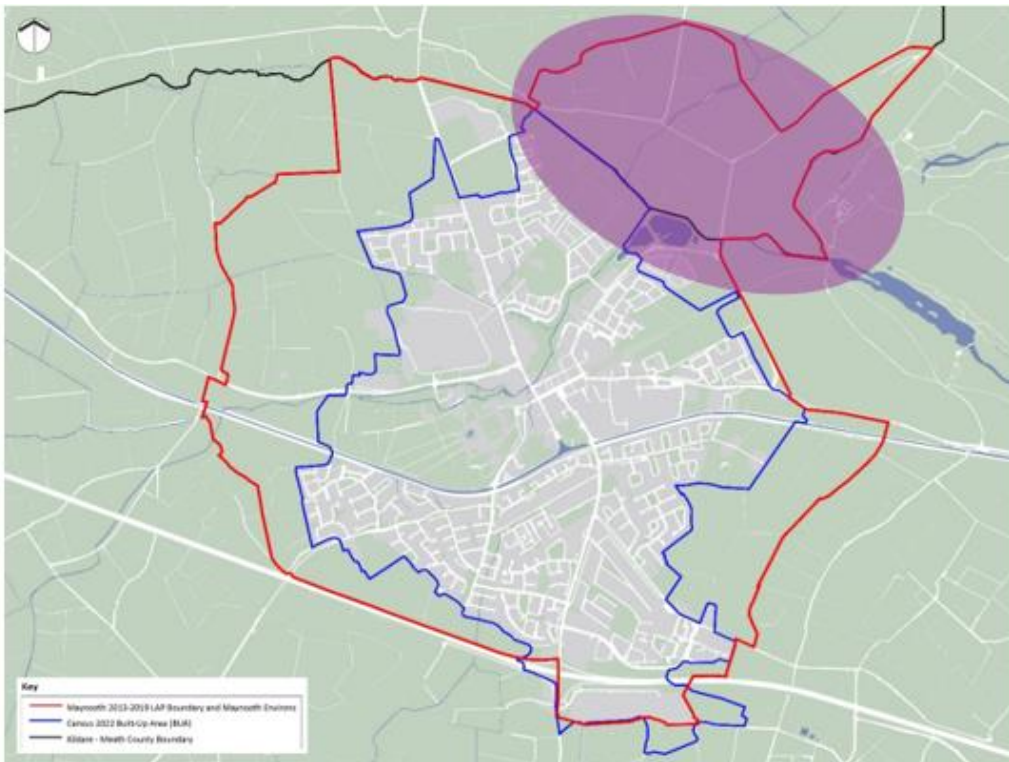 Key
Maynooth 2013-2019 LAP Boundary and Maynooth Environs
Census 2022 Built-Up Area (BUA)
Kildare - Meath County Boundary